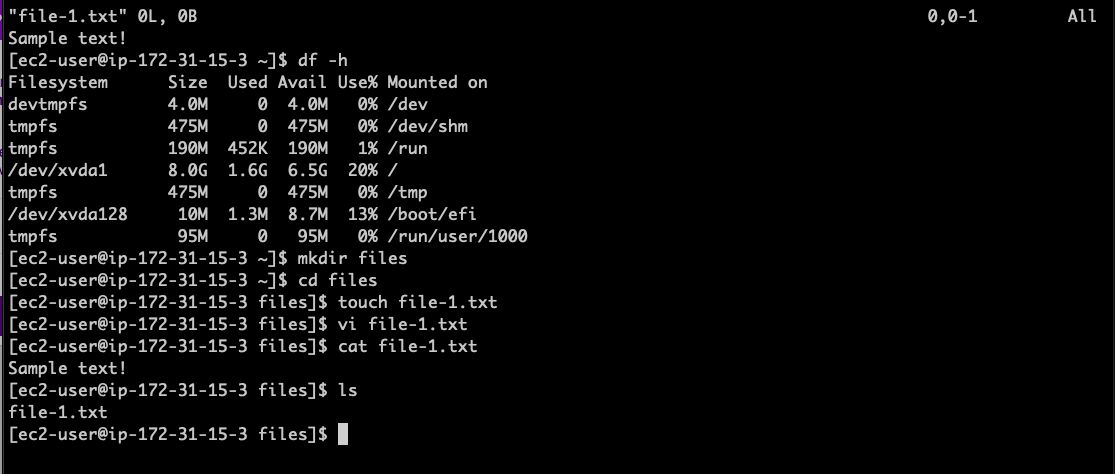 "file-1.txt" 0L, 0B 0,0-1 All
Sample text!
[ec2-user@ip-172-31-15-3 ~]$ df -h
Filesystem      Size  Used Avail Use% Mounted on
devtmpfs        4.0M     0  4.0M   0% /dev
tmpfs           475M     0  475M   0% /dev/shm
tmpfs           190M  452K  190M   1% /run
/dev/xvda1      8.0G  1.6G  6.5G  20% /
tmpfs           475M     0  475M   0% /tmp
/dev/xvda128     10M  1.3M  8.7M  13% /boot/efi
tmpfs            95M     0   95M   0% /run/user/1000
[ec2-user@ip-172-31-15-3 ~]$ mkdir files
[ec2-user@ip-172-31-15-3 ~]$ cd files
[ec2-user@ip-172-31-15-3 files]$ touch file-1.txt
[ec2-user@ip-172-31-15-3 files]$ vi file-1.txt
[ec2-user@ip-172-31-15-3 files]$ cat file-1.txt
Sample text!
[ec2-user@ip-172-31-15-3 files]$ ls
file-1.txt
[ec2-user@ip-172-31-15-3 files]$